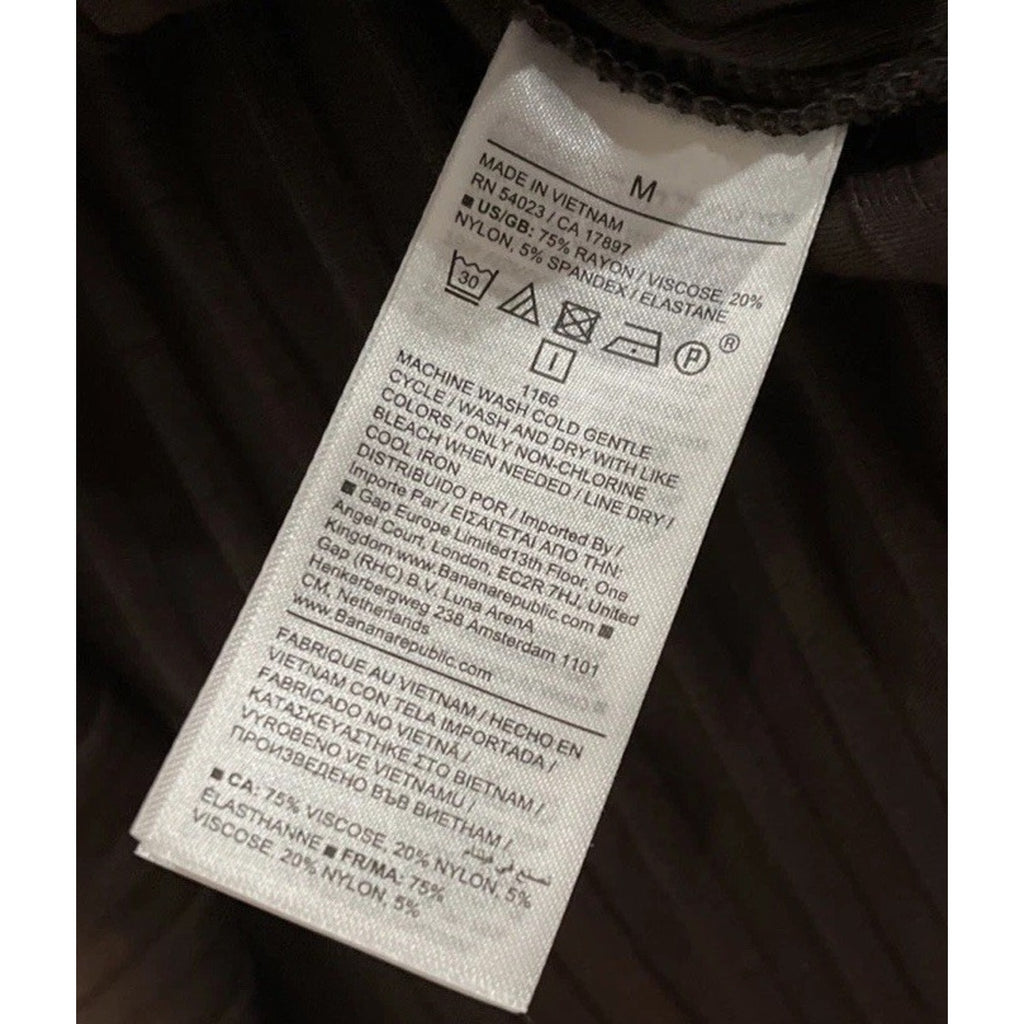 M
MADE IN VIETNAM
RN 54023 / CA 17897
■ US/GB: 75% RAYON / VISCOSE, 20%
NYLON, 5% SPANDEX / ELASTANE
30
P ®
I
1166
MACHINE WASH COLD GENTLE
CYCLE / WASH AND DRY WITH LIKE
COLORS / ONLY NON-CHLORINE
BLEACH WHEN NEEDED / LINE DRY /
COOL IRON
DISTRIBUIDO POR / Imported By /
Importe Par / ΕΙΣΑΓΕΤΑΙ ΑΠΟ ΤΗΝ:
■ Gap Europe Limited13th Floor, One
Angel Court, London, EC2R 7HJ, United
Kingdom www.Bananarepublic.com ■
Gap (RHC) B.V. Luna ArenA
Herikerbergweg 238 Amsterdam 1101
CM, Netherlands
www.Bananarepublic.com
FABRIQUE AU VIETNAM / HECHO EN
VIETNAM CON TELA IMPORTADA /
FABRICADO NO VIETNÃ /
ΚΑΤΑΣΚΕΥΑΣΤΗΚΕ ΣΤΟ ΒΙΕΤΝΑΜ /
VYROBENO VE VIETNAMU /
ПРОИЗВЕДЕНО ВЪВ ВИЕТНАМ /
صنع في فيتنام
■ CA: 75% VISCOSE, 20% NYLON, 5%
ÉLASTHANNE ■ FR/MA: 75%
VISCOSE, 20% NYLON, 5%